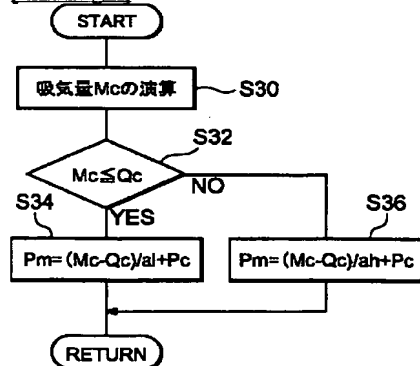 START
吸気量Mcの演算
S30
S32
Mc≦Qc
NO
YES
S34
S36
Pm=(Mc-Qc)/al+Pc
Pm=(Mc-Qc)/ah+Pc
RETURN